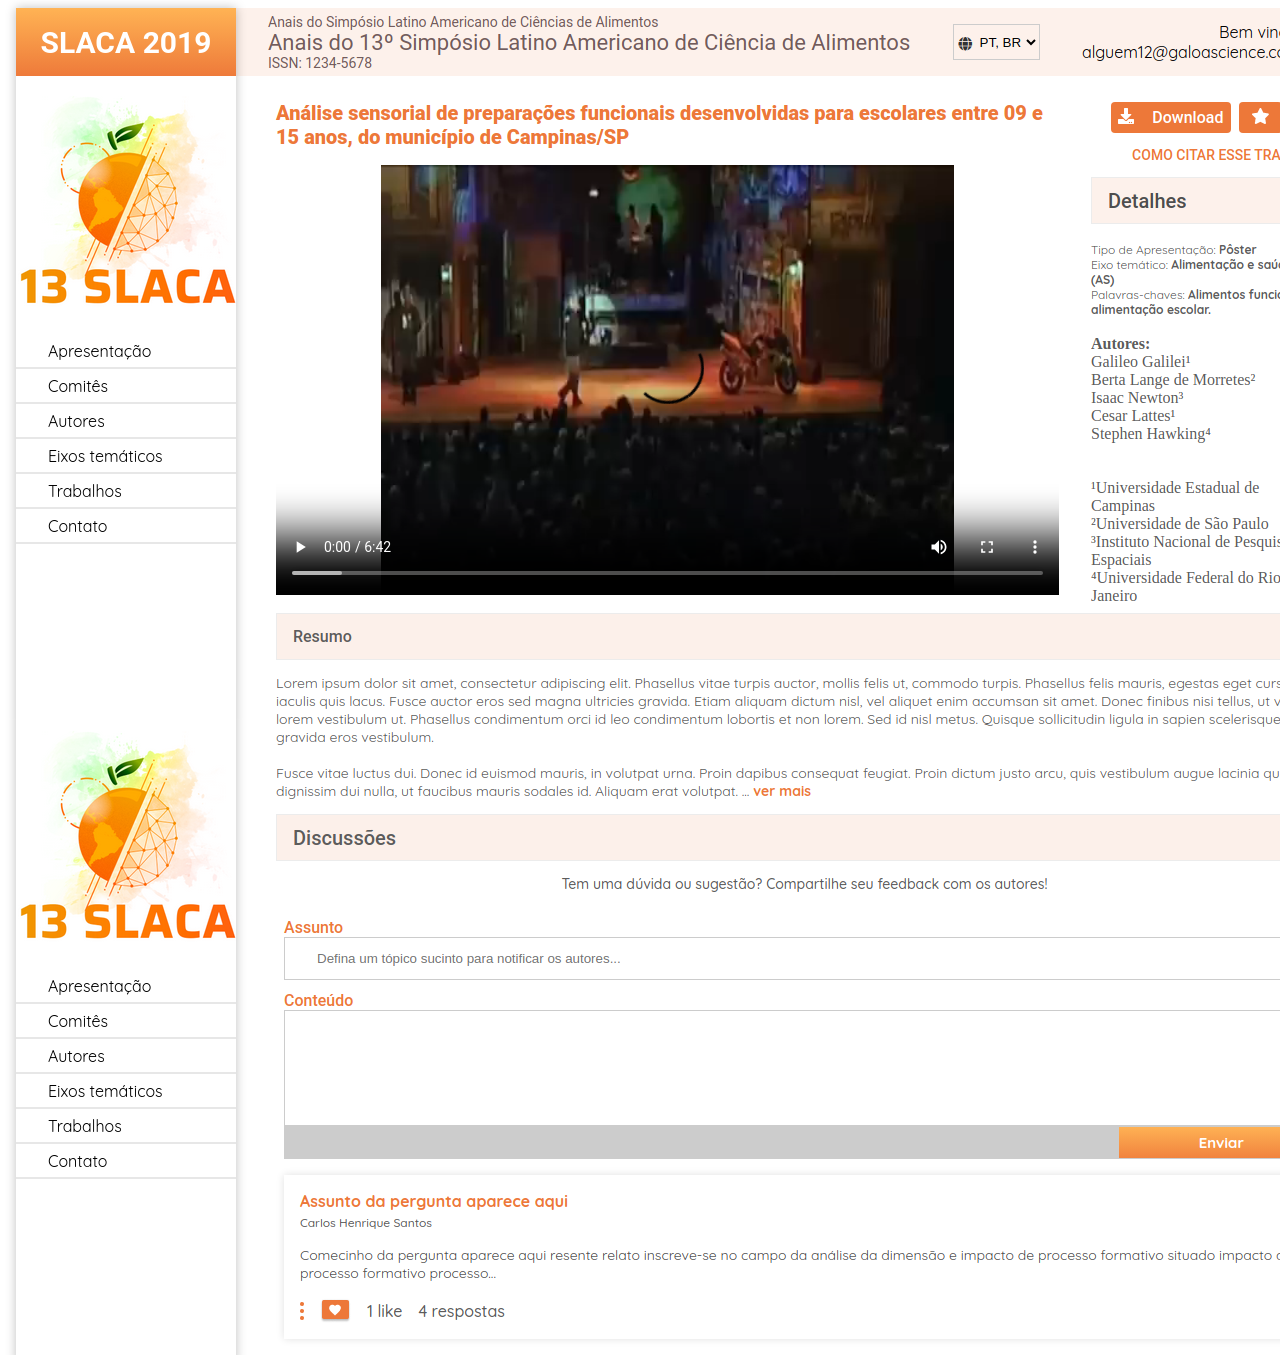 SLACA 2019
Anais do Simpósio Latino Americano de Ciências de Alimentos
Anais do 13º Simpósio Latino Americano de Ciência de Alimentos
ISSN: 1234-5678
PT, BR
Bem
alguem12@galoascience.co
13 SLACA
Apresentação
Comitês
Autores
Eixos temáticos
Trabalhos
Contato
13 SLACA
Apresentação
Comitês
Autores
Eixos temáticos
Trabalhos
Contato
Análise sensorial de preparações funcionais desenvolvidas para escolares entre 09 e
15 anos, do município de Campinas/SP
0:00 / 6:42
Download
COMO CITAR ESSE TRA
Detalhes
Tipo de Apresentação: Pôster
Eixo temático: Alimentação e
(AS)
Palavras-chaves: Alimentos
alimentação escolar.
Autores:
Galileo Galilei¹
Berta Lange de Morretes²
Isaac Newton³
Cesar Lattes¹
Stephen Hawking⁴
¹Universidade Estadual de
Campinas
²Universidade de São Paulo
³Instituto Nacional de Pesquis
Espaciais
⁴Universidade Federal do Rio
Janeiro
Resumo
Lorem ipsum dolor sit amet, consectetur adipiscing elit. Phasellus vitae turpis auctor, mollis felis ut, commodo turpis. Phasellus felis mauris, egestas eget curs
iaculis quis lacus. Fusce auctor eros sed magna ultricies gravida. Etiam aliquam dictum nisl, vel aliquet enim accumsan sit amet. Donec finibus nisi tellus, ut v
lorem vestibulum ut. Phasellus condimentum orci id leo condimentum lobortis et non lorem. Sed id nisl metus. Quisque sollicitudin ligula in sapien scelerisque
gravida eros vestibulum.
Fusce vitae luctus dui. Donec id euismod mauris, in volutpat urna. Proin dapibus consequat feugiat. Proin dictum justo arcu, quis vestibulum augue lacinia qu
dignissim dui nulla, ut faucibus mauris sodales id. Aliquam erat volutpat. ... ver mais
Discussões
Tem uma dúvida ou sugestão? Compartilhe seu feedback com os autores!
Assunto
Defina um tópico sucinto para notificar os autores...
Conteúdo
Enviar
Assunto da pergunta aparece aqui
Carlos Henrique Santos
Comecinho da pergunta aparece aqui resente relato inscreve-se no campo da análise da dimensão e impacto de processo formativo situado impacto
processo formativo processo...
1 like
4 respostas